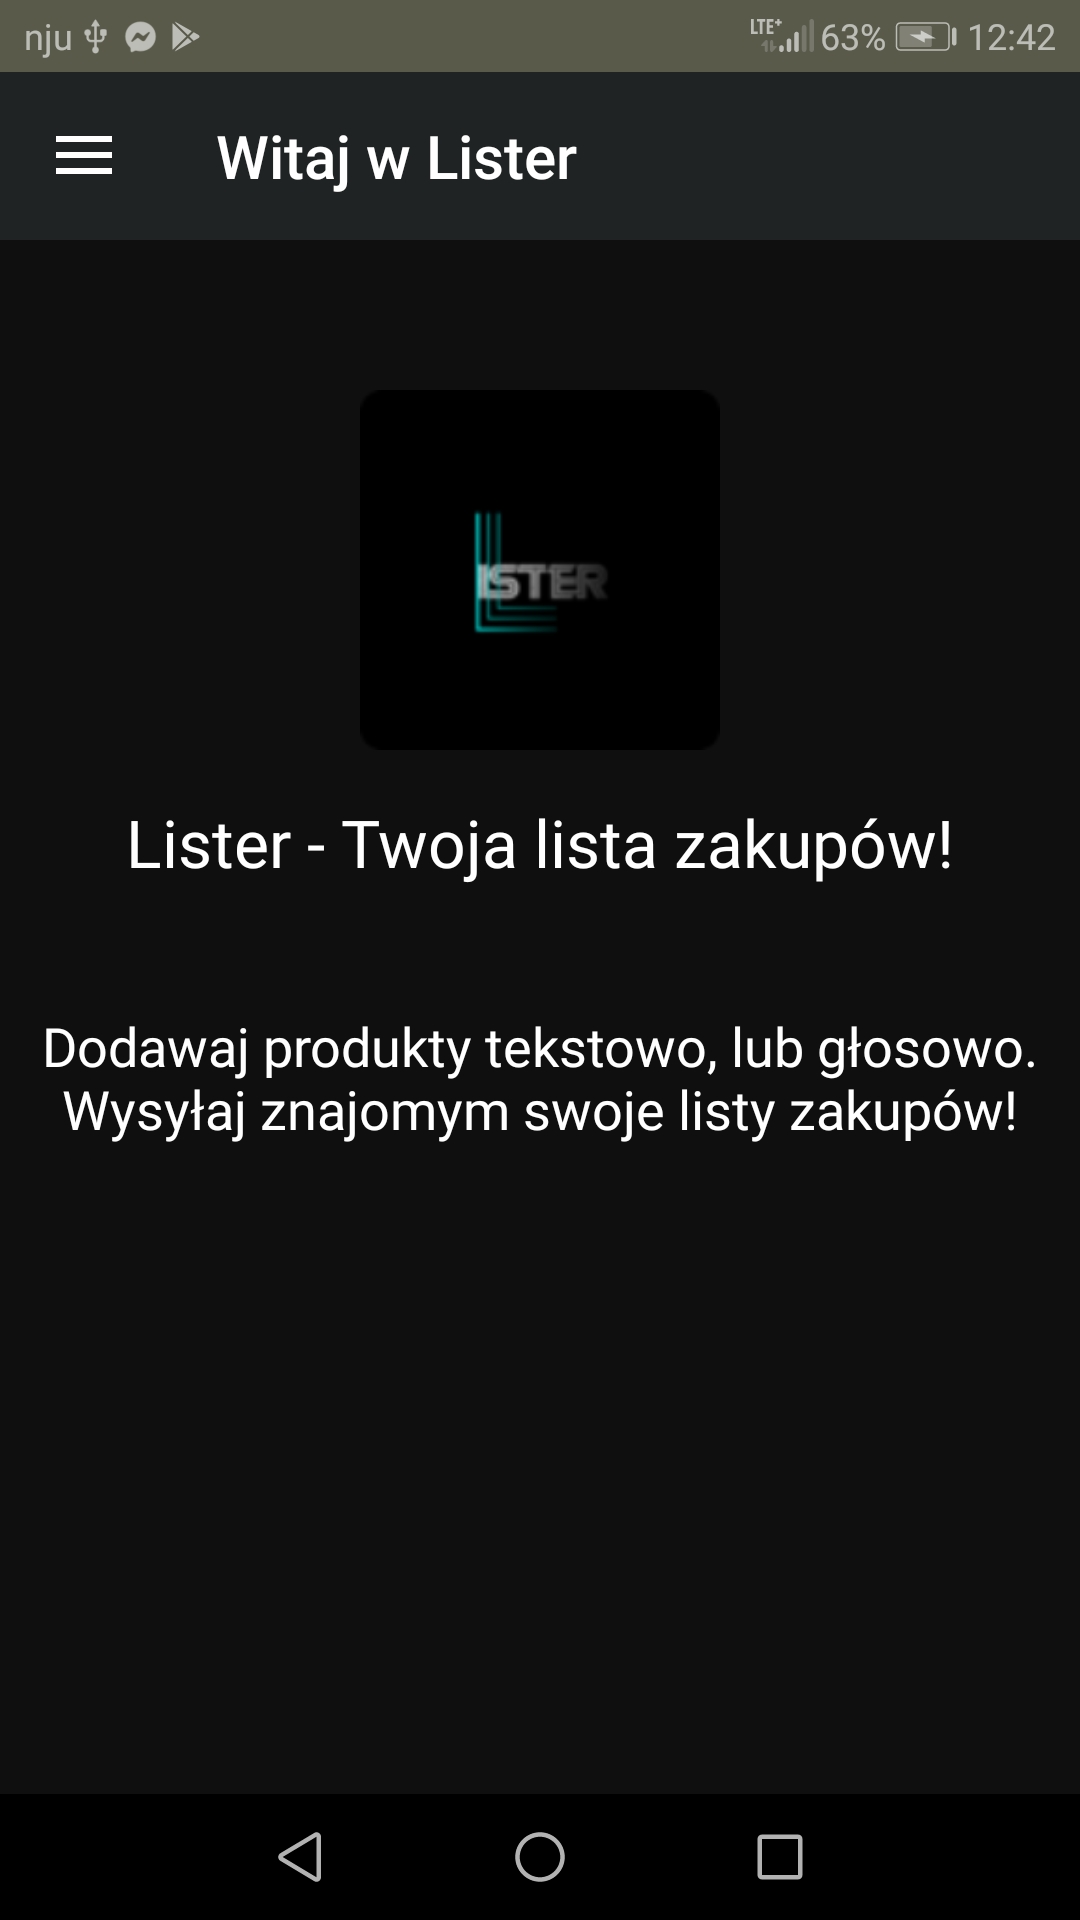 nju LTE+ 63% 12:42
Witaj w Lister
LISTER
Lister - Twoja lista zakupów!
Dodawaj produkty tekstowo, lub głosowo.
Wysyłaj znajomym swoje listy zakupów!